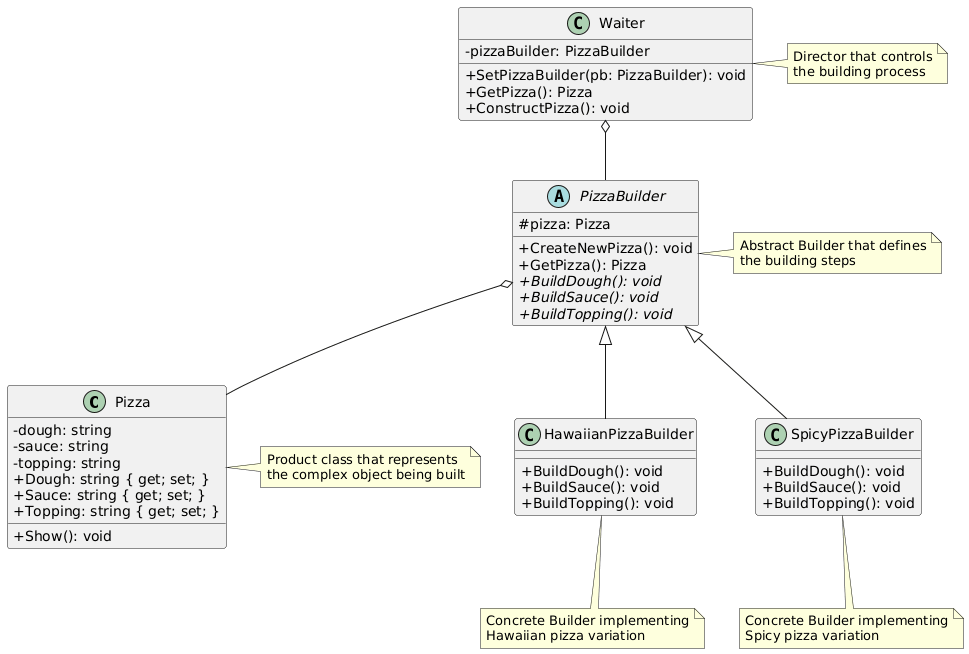 C Waiter
-pizzaBuilder: PizzaBuilder
+SetPizzaBuilder(pb: PizzaBuilder): void
+GetPizza(): Pizza
+ConstructPizza(): void
Director that controls
the building process
A PizzaBuilder
#pizza: Pizza
+CreateNewPizza(): void
+GetPizza(): Pizza
+BuildDough(): void
+BuildSauce(): void
+BuildTopping(): void
Abstract Builder that defines
the building steps
C Pizza
-dough: string
-sauce: string
-topping: string
+Dough: string { get; set; }
+Sauce: string { get; set; }
+Topping: string { get; set; }
+Show(): void
Product class that represents
the complex object being built
C HawaiianPizzaBuilder
+BuildDough(): void
+BuildSauce(): void
+BuildTopping(): void
C SpicyPizzaBuilder
+BuildDough(): void
+BuildSauce(): void
+BuildTopping(): void
Concrete Builder implementing
Hawaiian pizza variation
Concrete Builder implementing
Spicy pizza variation